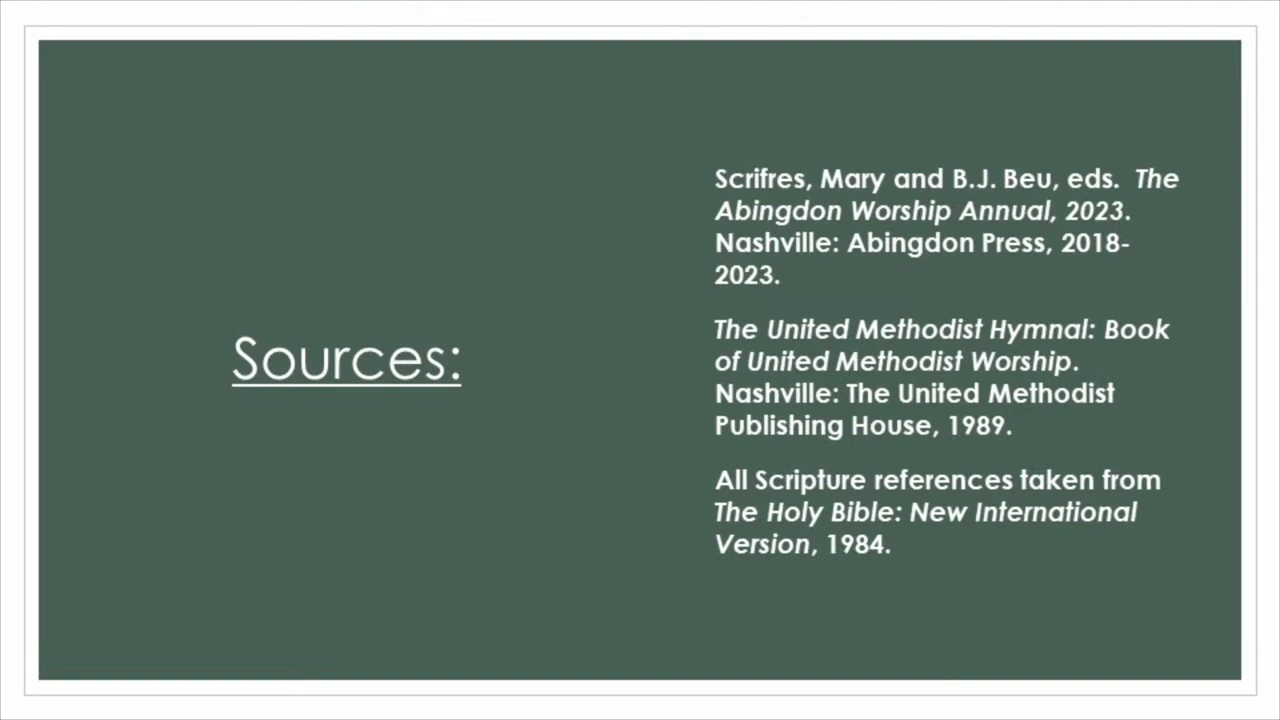 Sources:
Scrifres, Mary and B.J. Beu, eds. The
Abingdon Worship Annual, 2023.
Nashville: Abingdon Press, 2018-
2023.
The United Methodist Hymnal: Book
of United Methodist Worship.
Nashville: The United Methodist
Publishing House, 1989.
All Scripture references taken from
The Holy Bible: New International
Version, 1984.